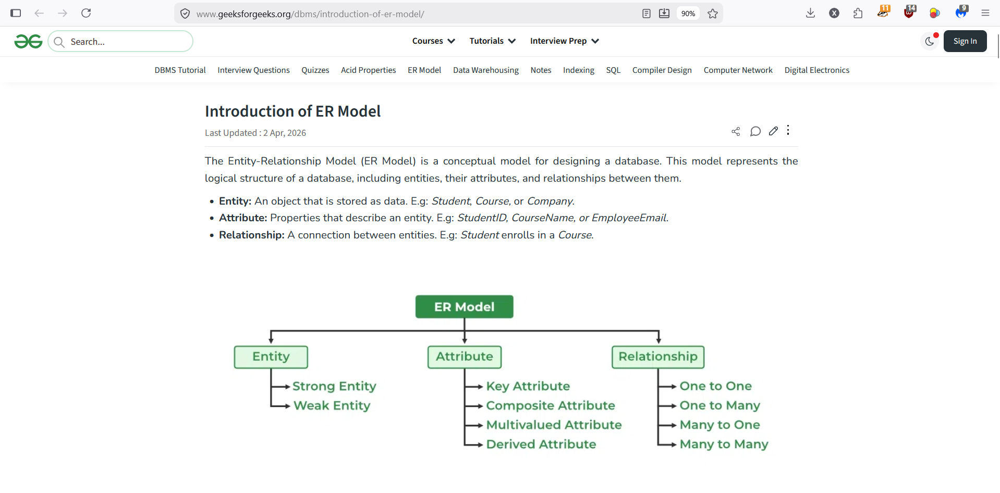 www.geeksforgeeks.org/dbms/introduction-of-er-model/
90%
X
11
14
9
Search...
Courses
Tutorials
Interview Prep
Sign In
DBMS Tutorial
Interview Questions
Quizzes
Acid Properties
ER Model
Data Warehousing
Notes
Indexing
SQL
Compiler Design
Computer Network
Digital Electronics
Introduction of ER Model
Last Updated : 2 Apr, 2026
The Entity-Relationship Model (ER Model) is a conceptual model for designing a database. This model represents the
logical structure of a database, including entities, their attributes, and relationships between them.
• Entity: An object that is stored as data. E.g: Student, Course, or Company.
• Attribute: Properties that describe an entity. E.g: StudentID, CourseName, or EmployeeEmail.
• Relationship: A connection between entities. E.g: Student enrolls in a Course.
ER Model
Entity
Strong Entity
Weak Entity
Attribute
Key Attribute
Composite Attribute
Multivalued Attribute
Derived Attribute
Relationship
One to One
One to Many
Many to One
Many to Many